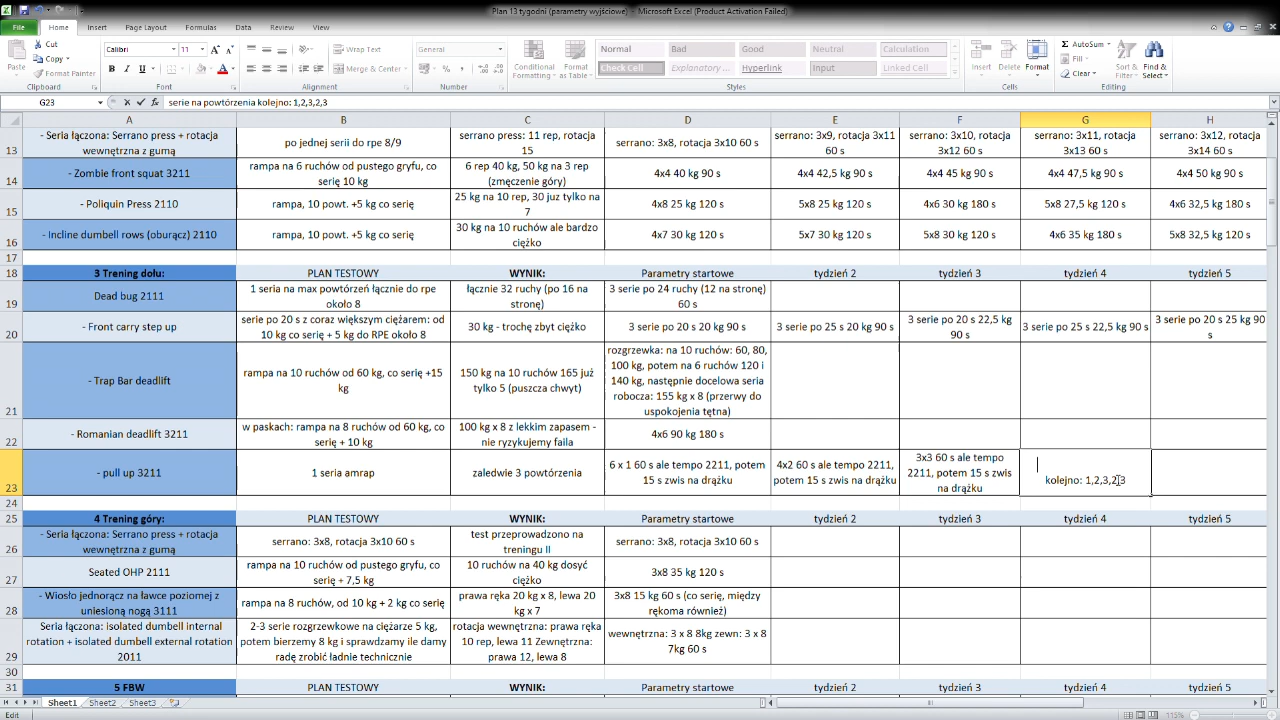 Plan 13 tygodni (parametry wyjściowe) - Microsoft Excel (Product Activation Failed)
File Home Insert Page Layout Formulas Data Review View
Paste
Cut
Copy
Format Painter
Clipboard
Calibri 11
B I U
Font
Wrap Text
Merge & Center
Alignment
General
Number
Conditional Formatting
Format as Table
Normal Bad Good Neutral Calculation
Check Cell Explanatory ... Hyperlink Input Linked Cell
Styles
Insert Delete Format
Cells
AutoSum
Fill
Clear
Sort & Filter
Find & Select
Editing
G23 fx serie na powtórzenia kolejno: 1,2,3,2,3
A B C D E F G H
13
- Seria łączona: Serrano press + rotacja
wewnętrzna z gumą
po jednej serii do rpe 8/9
serrano press: 11 rep, rotacja
15
serrano: 3x8, rotacja 3x10 60 s
serrano: 3x9, rotacja 3x11
60 s
serrano: 3x10, rotacja
3x12 60 s
serrano: 3x11, rotacja
3x13 60 s
serrano: 3x12, rotacja
3x14 60 s
14
- Zombie front squat 3211
rampa na 6 ruchów od pustego gryfu, co
serię 10 kg
6 rep 40 kg, 50 kg na 3 rep
(zmęczenie góry)
4x4 40 kg 90 s
4x4 42,5 kg 90 s
4x4 45 kg 90 s
4x4 47,5 kg 90 s
4x4 50 kg 90 s
15
- Poliquin Press 2110
rampa, 10 powt. +5 kg co serię
25 kg na 10 rep, 30 juz tylko na
7
4x8 25 kg 120 s
5x8 25 kg 120 s
4x6 30 kg 180 s
5x8 27,5 kg 120 s
4x6 32,5 kg 180 s
16
- Incline dumbell rows (oburącz) 2110
rampa, 10 powt. +5 kg co serię
30 kg na 10 ruchów ale bardzo
ciężko
4x7 30 kg 120 s
5x7 30 kg 120 s
5x8 30 kg 120 s
4x6 35 kg 180 s
5x8 32,5 kg 120 s
17
18 3 Trening dołu: PLAN TESTOWY WYNIK: Parametry startowe tydzień 2 tydzień 3 tydzień 4 tydzień 5
19
Dead bug 2111
1 seria na max powtórzeń łącznie do rpe
około 8
łącznie 32 ruchy (po 16 na
stronę)
3 serie po 24 ruchy (12 na stronę)
60 s
20
- Front carry step up
serie po 20 s z coraz większym ciężarem: od
10 kg co serię + 5 kg do RPE około 8
30 kg - trochę zbyt ciężko
3 serie po 20 s 20 kg 90 s
3 serie po 25 s 20 kg 90 s
3 serie po 20 s 22,5 kg
90 s
3 serie po 25 s 22,5 kg 90 s
3 serie po 20 s 25 kg 90
s
21
- Trap Bar deadlift
rampa na 10 ruchów od 60 kg, co serię +15
kg
150 kg na 10 ruchów 165 już
tylko 5 (puszcza chwyt)
rozgrzewka: na 10 ruchów: 60, 80,
100 kg, potem na 6 ruchów 120 i
140 kg, następnie docelowa seria
robocza: 155 kg x 8 (przerwy do
uspokojenia tętna)
22
- Romanian deadlift 3211
w paskach: rampa na 8 ruchów od 60 kg, co
serię + 10 kg
100 kg x 8 z lekkim zapasem -
nie ryzykujemy faila
4x6 90 kg 180 s
23
- pull up 3211
1 seria amrap
zaledwie 3 powtórzenia
6 x 1 60 s ale tempo 2211, potem
15 s zwis na drążku
4x2 60 s ale tempo 2211,
potem 15 s zwis na drążku
3x3 60 s ale tempo
2211, potem 15 s zwis
na drążku
kolejno: 1,2,3,2,3
24
25 4 Trening góry: PLAN TESTOWY WYNIK: Parametry startowe tydzień 2 tydzień 3 tydzień 4 tydzień 5
26
- Seria łączona: Serrano press + rotacja
wewnętrzna z gumą
serrano: 3x8, rotacja 3x10 60 s
test przeprowadzono na
treningu II
serrano: 3x8, rotacja 3x10 60 s
27
Seated OHP 2111
rampa na 10 ruchów od pustego gryfu, co
serię + 7,5 kg
10 ruchów na 40 kg dosyć
ciężko
3x8 35 kg 120 s
28
- Wiosło jednorącz na ławce poziomej z
uniesioną nogą 3111
rampa na 8 ruchów, od 10 kg + 2 kg co serię
prawa ręka 20 kg x 8, lewa 20
kg x 7
3x8 15 kg 60 s (co serię, między
rękoma również)
29
Seria łączona: isolated dumbell internal
rotation + isolated dumbell external rotation
2011
2-3 serie rozgrzewkowe na ciężarze 5 kg,
potem bierzemy 8 kg i sprawdzamy ile damy
radę zrobić ładnie technicznie
rotacja wewnętrzna: prawa ręka
10 rep, lewa 11 Zewnętrzna:
prawa 12, lewa 8
wewnętrzna: 3 x 8 8kg zewn: 3 x 8
7kg 60 s
30
31 5 FBW PLAN TESTOWY WYNIK: Parametry startowe tydzień 2 tydzień 3 tydzień 4 tydzień 5
Sheet1 Sheet2 Sheet3
Edit 115%